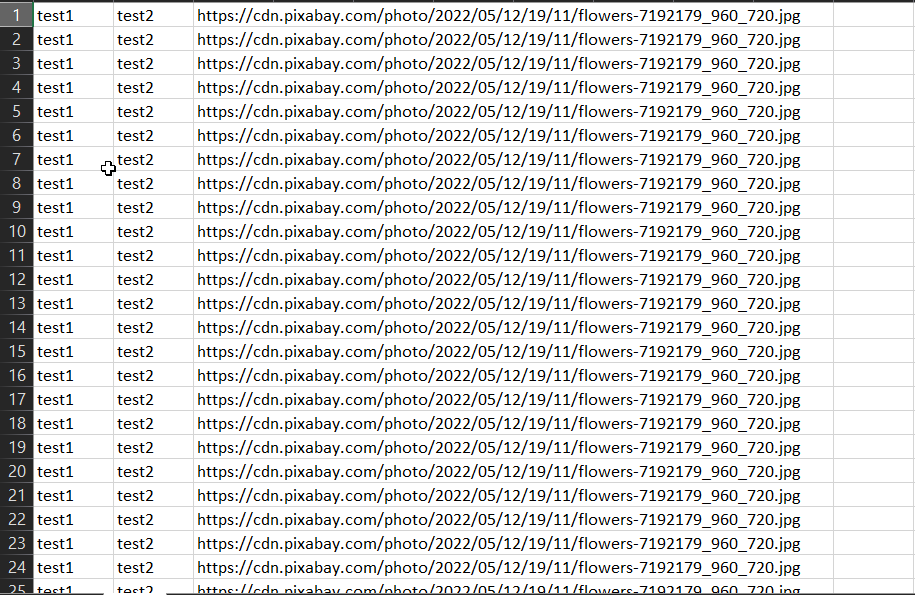 1 test1 test2 https://cdn.pixabay.com/photo/2022/05/12/19/11/flowers-7192179_960_720.jpg
2 test1 test2 https://cdn.pixabay.com/photo/2022/05/12/19/11/flowers-7192179_960_720.jpg
3 test1 test2 https://cdn.pixabay.com/photo/2022/05/12/19/11/flowers-7192179_960_720.jpg
4 test1 test2 https://cdn.pixabay.com/photo/2022/05/12/19/11/flowers-7192179_960_720.jpg
5 test1 test2 https://cdn.pixabay.com/photo/2022/05/12/19/11/flowers-7192179_960_720.jpg
6 test1 test2 https://cdn.pixabay.com/photo/2022/05/12/19/11/flowers-7192179_960_720.jpg
7 test1 test2 https://cdn.pixabay.com/photo/2022/05/12/19/11/flowers-7192179_960_720.jpg
8 test1 test2 https://cdn.pixabay.com/photo/2022/05/12/19/11/flowers-7192179_960_720.jpg
9 test1 test2 https://cdn.pixabay.com/photo/2022/05/12/19/11/flowers-7192179_960_720.jpg
10 test1 test2 https://cdn.pixabay.com/photo/2022/05/12/19/11/flowers-7192179_960_720.jpg
11 test1 test2 https://cdn.pixabay.com/photo/2022/05/12/19/11/flowers-7192179_960_720.jpg
12 test1 test2 https://cdn.pixabay.com/photo/2022/05/12/19/11/flowers-7192179_960_720.jpg
13 test1 test2 https://cdn.pixabay.com/photo/2022/05/12/19/11/flowers-7192179_960_720.jpg
14 test1 test2 https://cdn.pixabay.com/photo/2022/05/12/19/11/flowers-7192179_960_720.jpg
15 test1 test2 https://cdn.pixabay.com/photo/2022/05/12/19/11/flowers-7192179_960_720.jpg
16 test1 test2 https://cdn.pixabay.com/photo/2022/05/12/19/11/flowers-7192179_960_720.jpg
17 test1 test2 https://cdn.pixabay.com/photo/2022/05/12/19/11/flowers-7192179_960_720.jpg
18 test1 test2 https://cdn.pixabay.com/photo/2022/05/12/19/11/flowers-7192179_960_720.jpg
19 test1 test2 https://cdn.pixabay.com/photo/2022/05/12/19/11/flowers-7192179_960_720.jpg
20 test1 test2 https://cdn.pixabay.com/photo/2022/05/12/19/11/flowers-7192179_960_720.jpg
21 test1 test2 https://cdn.pixabay.com/photo/2022/05/12/19/11/flowers-7192179_960_720.jpg
22 test1 test2 https://cdn.pixabay.com/photo/2022/05/12/19/11/flowers-7192179_960_720.jpg
23 test1 test2 https://cdn.pixabay.com/photo/2022/05/12/19/11/flowers-7192179_960_720.jpg
24 test1 test2 https://cdn.pixabay.com/photo/2022/05/12/19/11/flowers-7192179_960_720.jpg
25 test1 test2 https://cdn.pixabay.com/photo/2022/05/12/19/11/flowers-7192179_960_720.jpg